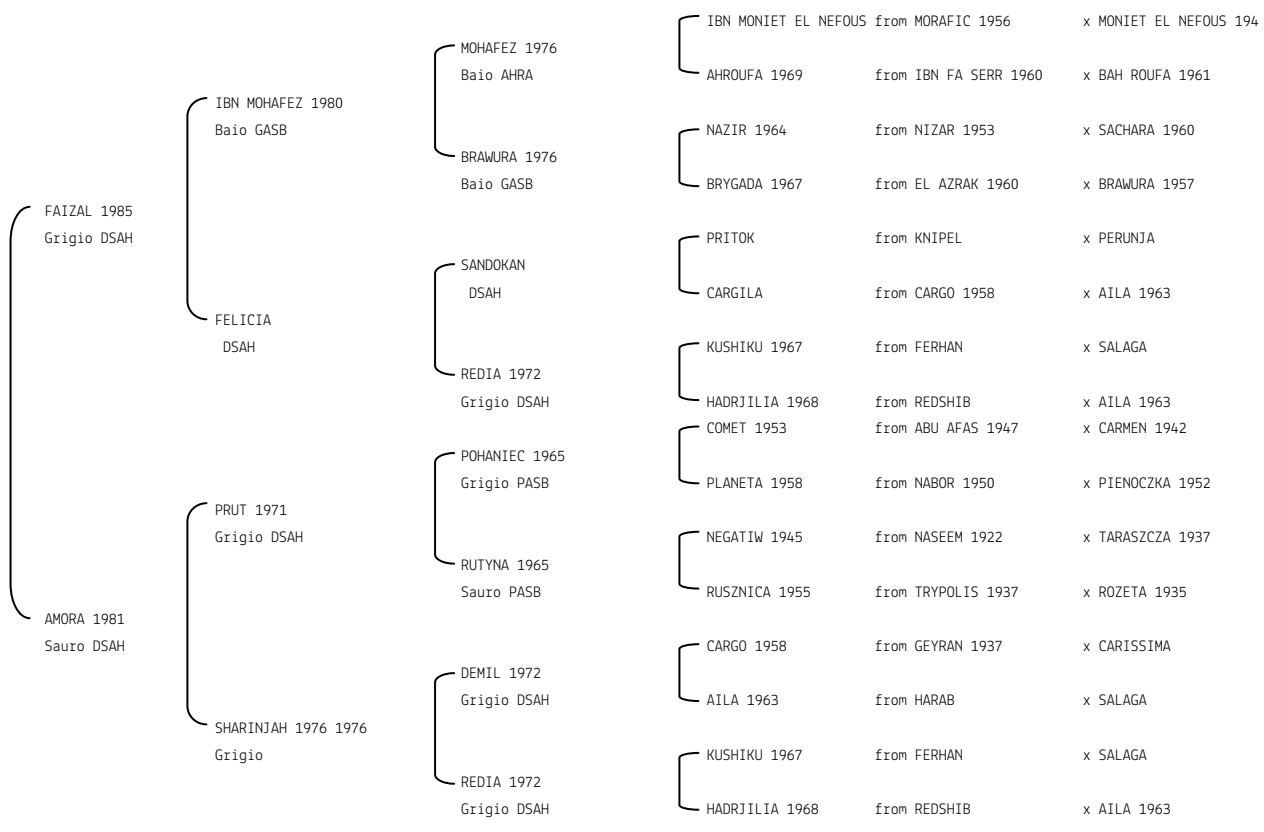 IBN MONIET EL NEFOUS from MORAFIC 1956 x MONIET EL NEFOUS 194
MOHAFEZ 1976
Baio AHRA
AHROUFA 1969 from IBN FA SERR 1960 x BAH ROUFA 1961
IBN MOHAFEZ 1980
Baio GASB
NAZIR 1964 from NIZAR 1953 x SACHARA 1960
BRAWURA 1976
Baio GASB
BRYGADA 1967 from EL AZRAK 1960 x BRAWURA 1957
FAIZAL 1985
Grigio DSAH
PRITOK from KNIPEL x PERUNJA
SANDOKAN
DSAH
CARGILA from CARGO 1958 x AILA 1963
FELICIA
DSAH
KUSHIKU 1967 from FERHAN x SALAGA
REDIA 1972
Grigio DSAH
HADRJILIA 1968 from REDSHIB x AILA 1963
COMET 1953 from ABU AFAS 1947 x CARMEN 1942
POHANIEC 1965
Grigio PASB
PLANETA 1958 from NABOR 1950 x PIENOCZKA 1952
PRUT 1971
Grigio DSAH
NEGATIW 1945 from NASEEM 1922 x TARASZCZA 1937
RUTYNA 1965
Sauro PASB
RUSZNICA 1955 from TRYPOLIS 1937 x ROZETA 1935
AMORA 1981
Sauro DSAH
CARGO 1958 from GEYRAN 1937 x CARISSIMA
DEMIL 1972
Grigio DSAH
AILA 1963 from HARAB x SALAGA
SHARINJAH 1976 1976
Grigio
KUSHIKU 1967 from FERHAN x SALAGA
REDIA 1972
Grigio DSAH
HADRJILIA 1968 from REDSHIB x AILA 1963